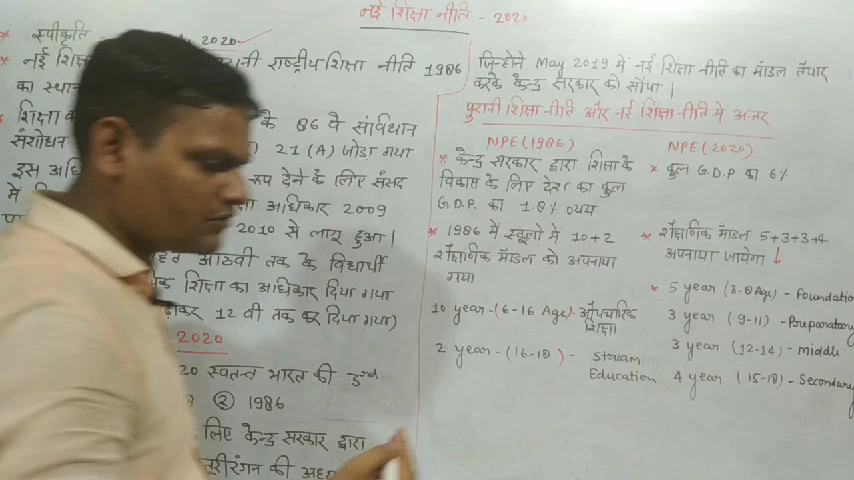 नई शिक्षा नीति - 2020
* स्वीकृति - 2020
* नई शिक्षा राष्ट्रीय शिक्षा नीति 1986
का स्थान
* शिक्षा के 86 वे संविधान
संशोधन 21 (A) जोड़ा गया
इस रूप देने के लिए संसद
में अधिकार 2009
2010 से लागू हुआ।
आठवी तक के विद्यार्थी
शिक्षा का अधिकार दिया गया
12 वी तक कर दिया गया)
2020
20 स्वतन्त्र भारत की 3rd
② 1986
लिए केन्द्र सरकार द्वारा
की
जिन्होने May 2019 में नई शिक्षा नीति का मॉडल तैयार
करके केन्द्र सरकार को सौंपा।
पुरानी शिक्षा नीति और नई शिक्षा नीति में अन्तर
NPE (1986) NPE (2020)
* केन्द्र सरकार द्वारा शिक्षा के
विकास के लिए देश का कुल
G.D.P. का 1.8% व्यय
* कुल G.D.P का 6%
* 1986 में स्कूलो में 10+2
शैक्षणिक मॉडल को अपनाया
गया
* शैक्षणिक मॉडल 5+3+3+4
अपनाया जायेगा ↓
10 year - (6-16 Age) - औपचारिक
शिक्षा
2 year - (16-18) - Stream
Education
* 5 year (3-8 Age) - Foundatio
3 year (9-11) - Preparatory
3 year (12-14) - middle
4 year (15-18) - Secondary